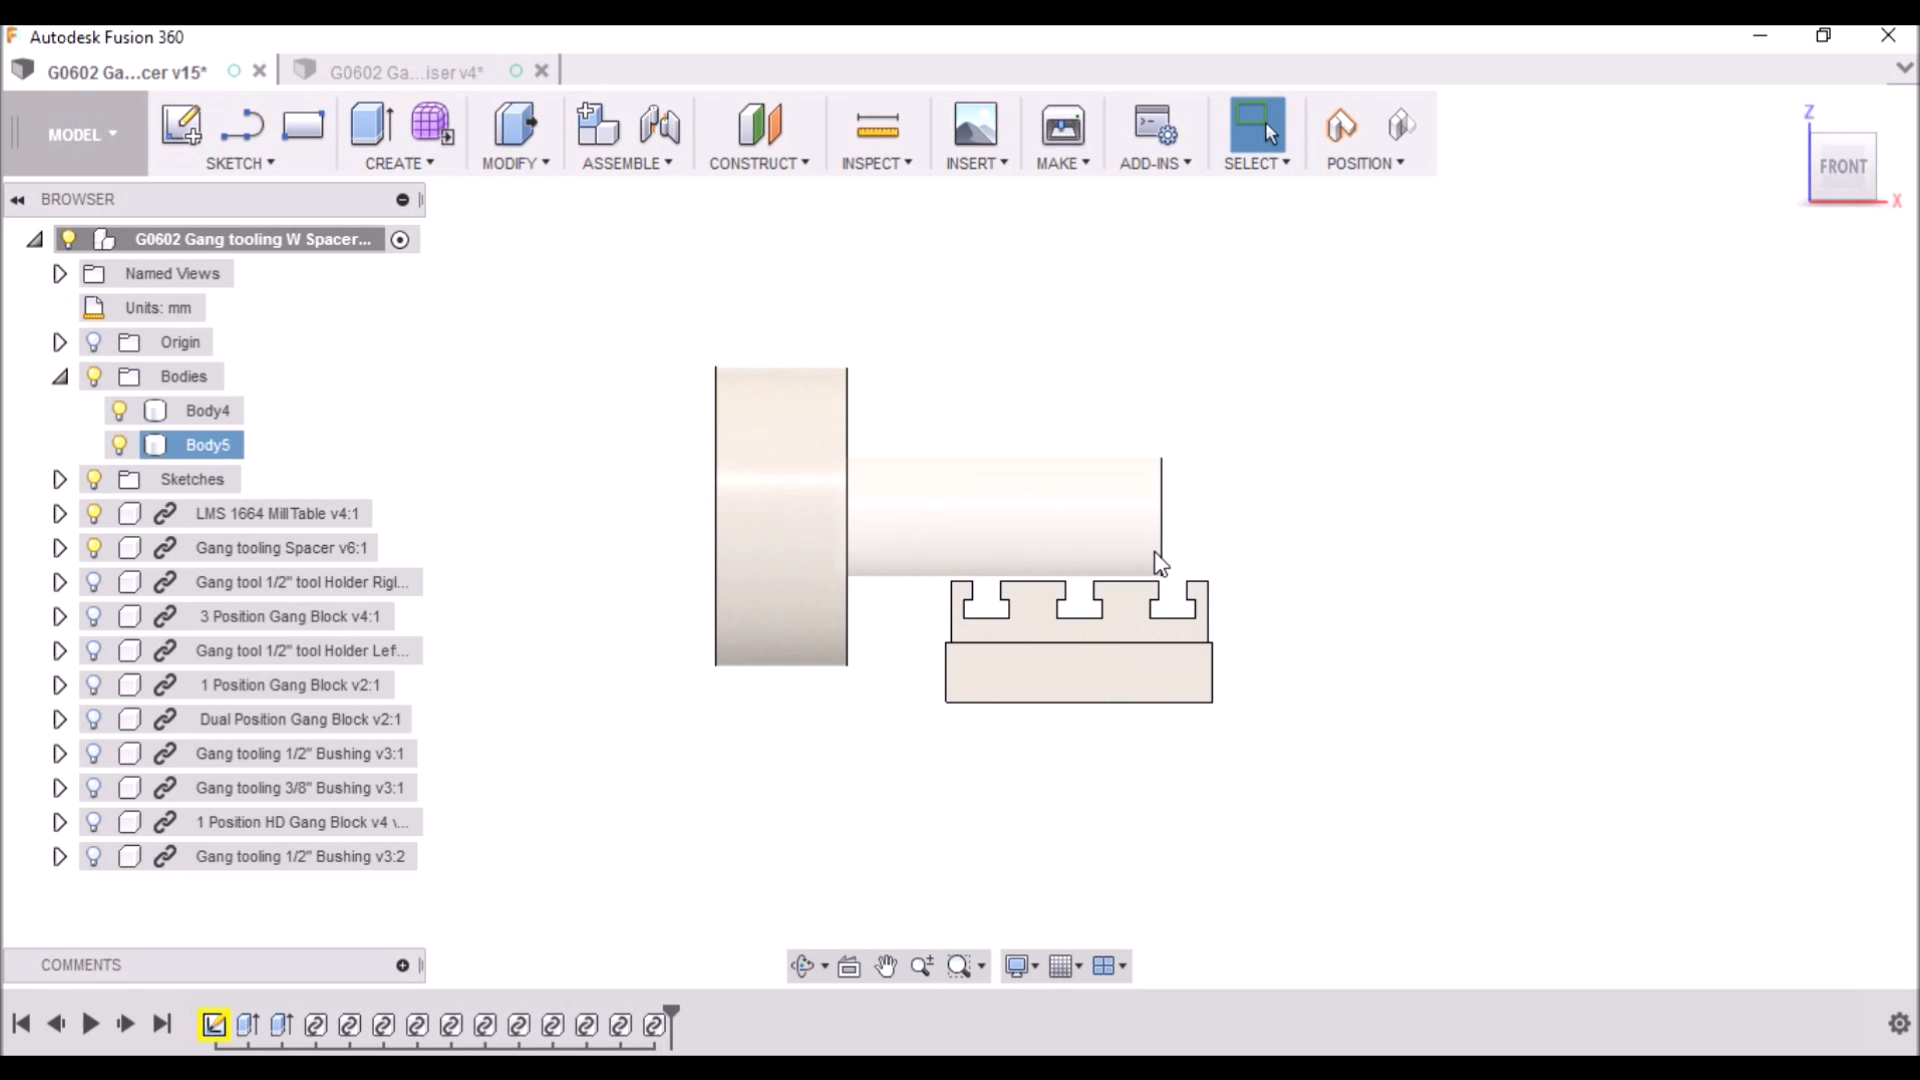 Autodesk Fusion 360
G0602 Ga...cer v15*
G0602 Ga...iser v4*
MODEL
SKETCH
CREATE
MODIFY
ASSEMBLE
CONSTRUCT
INSPECT
INSERT
MAKE
ADD-INS
SELECT
POSITION
Z
FRONT
X
BROWSER
G0602 Gang tooling W Spacer...
Named Views
Units: mm
Origin
Bodies
Body4
Body5
Sketches
LMS 1664 Mill Table v4:1
Gang tooling Spacer v6:1
Gang tool 1/2" tool Holder Rigl...
3 Position Gang Block v4:1
Gang tool 1/2" tool Holder Lef...
1 Position Gang Block v2:1
Dual Position Gang Block v2:1
Gang tooling 1/2" Bushing v3:1
Gang tooling 3/8" Bushing v3:1
1 Position HD Gang Block v4 v...
Gang tooling 1/2" Bushing v3:2
COMMENTS